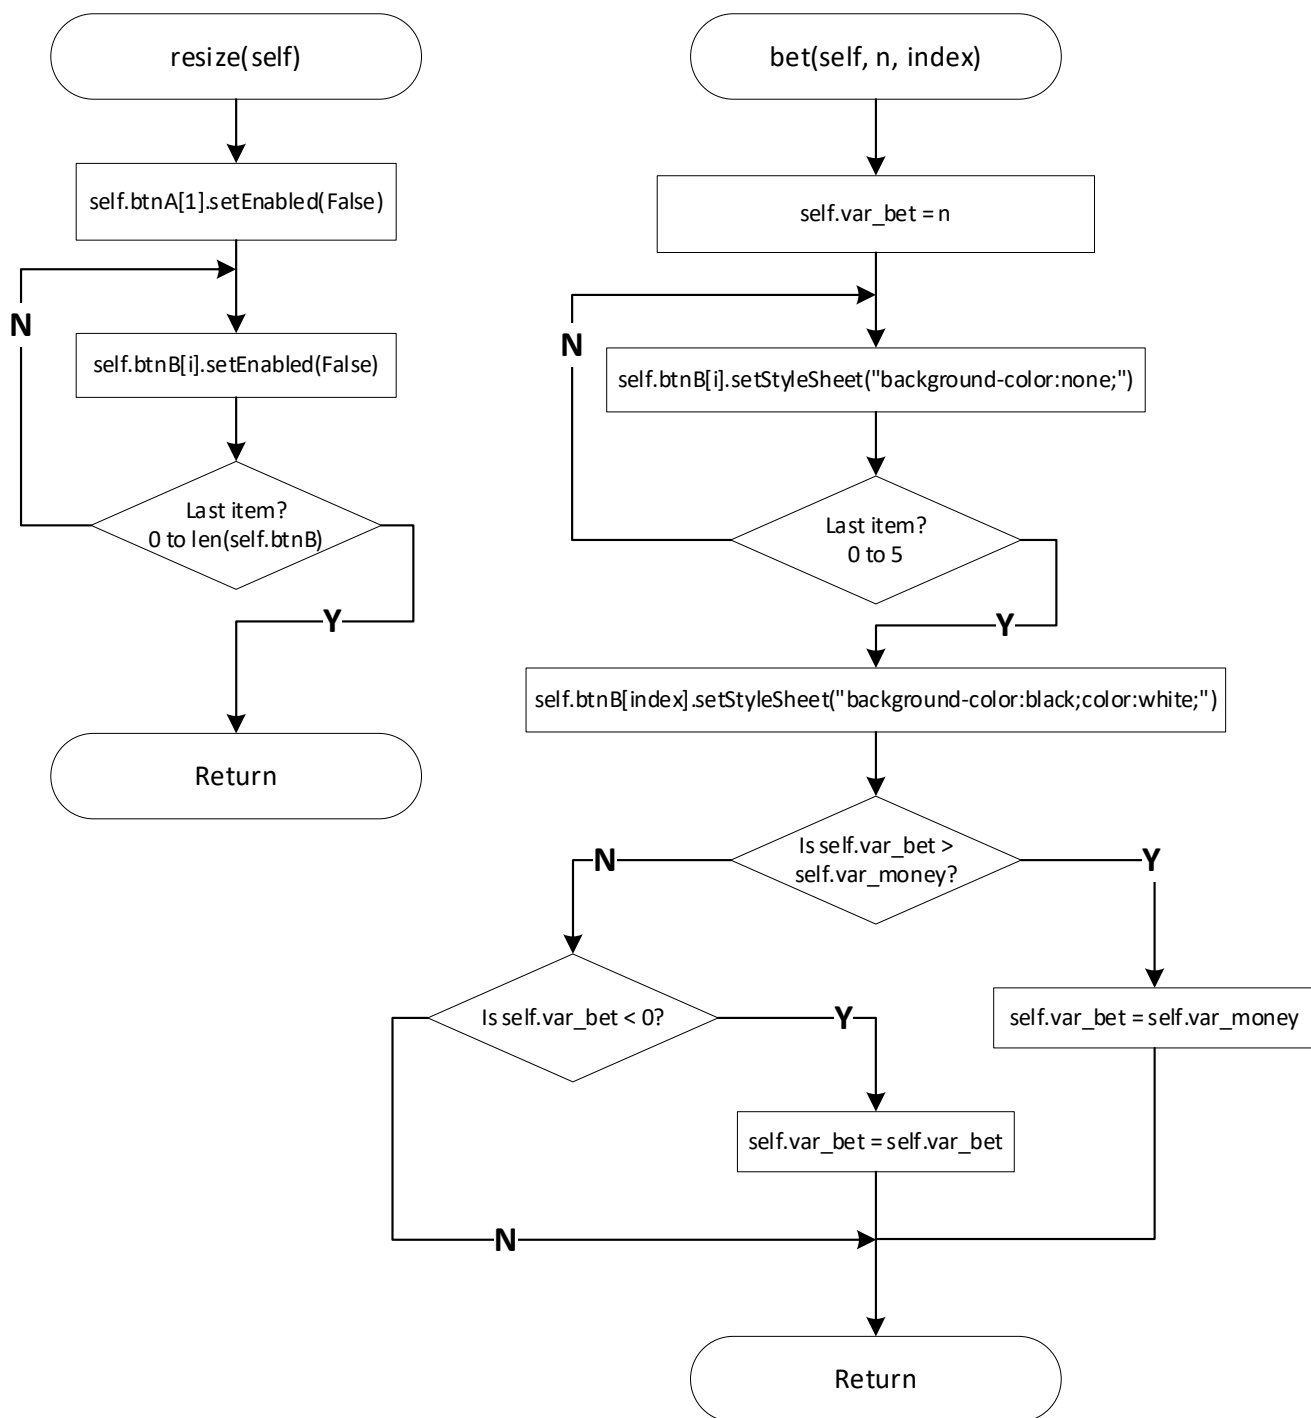 resize(self)
self.btnA[1].setEnabled(False)
N
self.btnB[i].setEnabled(False)
Last item?
0 to len(self.btnB)
Y
Return
bet(self, n, index)
self.var_bet = n
N
self.btnB[i].setStyleSheet("background-color:none;")
Last item?
0 to 5
Y
self.btnB[index].setStyleSheet("background-color:black;color:white;")
Is self.var_bet >
self.var_money?
N
Y
Is self.var_bet < 0?
Y
self.var_bet = self.var_money
self.var_bet = self.var_bet
N
Return